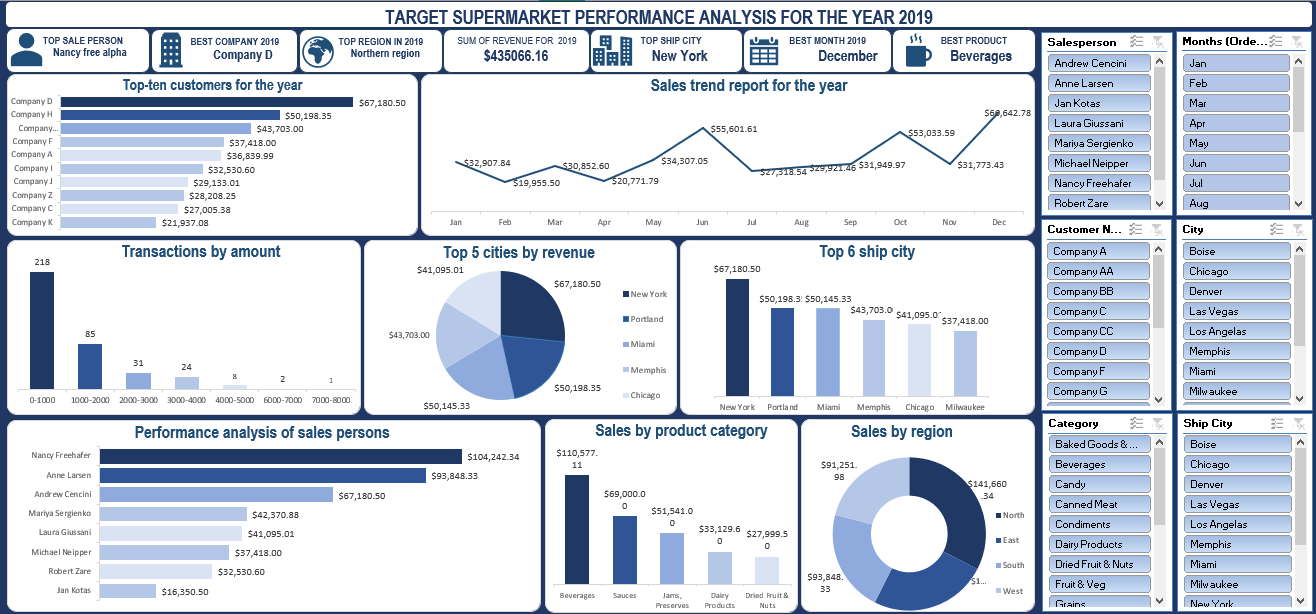 TARGET SUPERMARKET PERFORMANCE ANALYSIS FOR THE YEAR 2019
TOP SALE PERSON
Nancy free alpha
BEST COMPANY 2019
Company D
TOP REGION IN 2019
Northern region
SUM OF REVENUE FOR 2019
$435066.16
TOP SHIP CITY
New York
BEST MONTH 2019
December
BEST PRODUCT
Beverages
Top-ten customers for the year
Company D $67,180.50
Company H $50,198.35
Company... $43,703.00
Company F $37,418.00
Company A $36,839.99
Company I $32,530.60
Company J $29,133.01
Company Z $28,208.25
Company C $27,005.38
Company K $21,937.08
Sales trend report for the year
$32,907.84
$19,955.50
$30,852.60
$20,771.79
$34,307.05
$55,601.61
$27,318.54
$29,921.46
$31,949.97
$53,033.59
$31,773.43
$66,642.78
Jan Feb Mar Apr May Jun Jul Aug Sep Oct Nov Dec
Transactions by amount
218
85
31
24
8
2
1
0-1000 1000-2000 2000-3000 3000-4000 4000-5000 6000-7000 7000-8000
Top 5 cities by revenue
$41,095.01
$67,180.50
$43,703.00
$50,198.35
$50,145.33
New York
Portland
Miami
Memphis
Chicago
Top 6 ship city
$67,180.50
$50,198.3
$50,145.33
$43,703.0
$41,095.0
$37,418.00
New York Portland Miami Memphis Chicago Milwaukee
Performance analysis of sales persons
Nancy Freehafer $104,242.34
Anne Larsen $93,848.33
Andrew Cencini $67,180.50
Mariya Sergienko $42,370.88
Laura Giussani $41,095.01
Michael Neipper $37,418.00
Robert Zare $32,530.60
Jan Kotas $16,350.50
Sales by product category
$110,577.
11
$69,000.0
0
$51,541.0
0
$33,129.6
0
$27,999.5
0
Beverages Sauces Jams, Dairy Dried Fruit &
Preserves Products Nuts
Sales by region
$91,251.
98
$141,660
.34
$93,848.
33
$1...
North
East
South
West
Salesperson
Andrew Cencini
Anne Larsen
Jan Kotas
Laura Giussani
Mariya Sergienko
Michael Neipper
Nancy Freehafer
Robert Zare
Months (Orde...
Jan
Feb
Mar
Apr
May
Jun
Jul
Aug
Customer N...
Company A
Company AA
Company BB
Company C
Company CC
Company D
Company F
Company G
City
Boise
Chicago
Denver
Las Vegas
Los Angelas
Memphis
Miami
Milwaukee
Category
Baked Goods & ...
Beverages
Candy
Canned Meat
Condiments
Dairy Products
Dried Fruit & Nuts
Fruit & Veg
Grains
Ship City
Boise
Chicago
Denver
Las Vegas
Los Angelas
Memphis
Miami
Milwaukee
New York